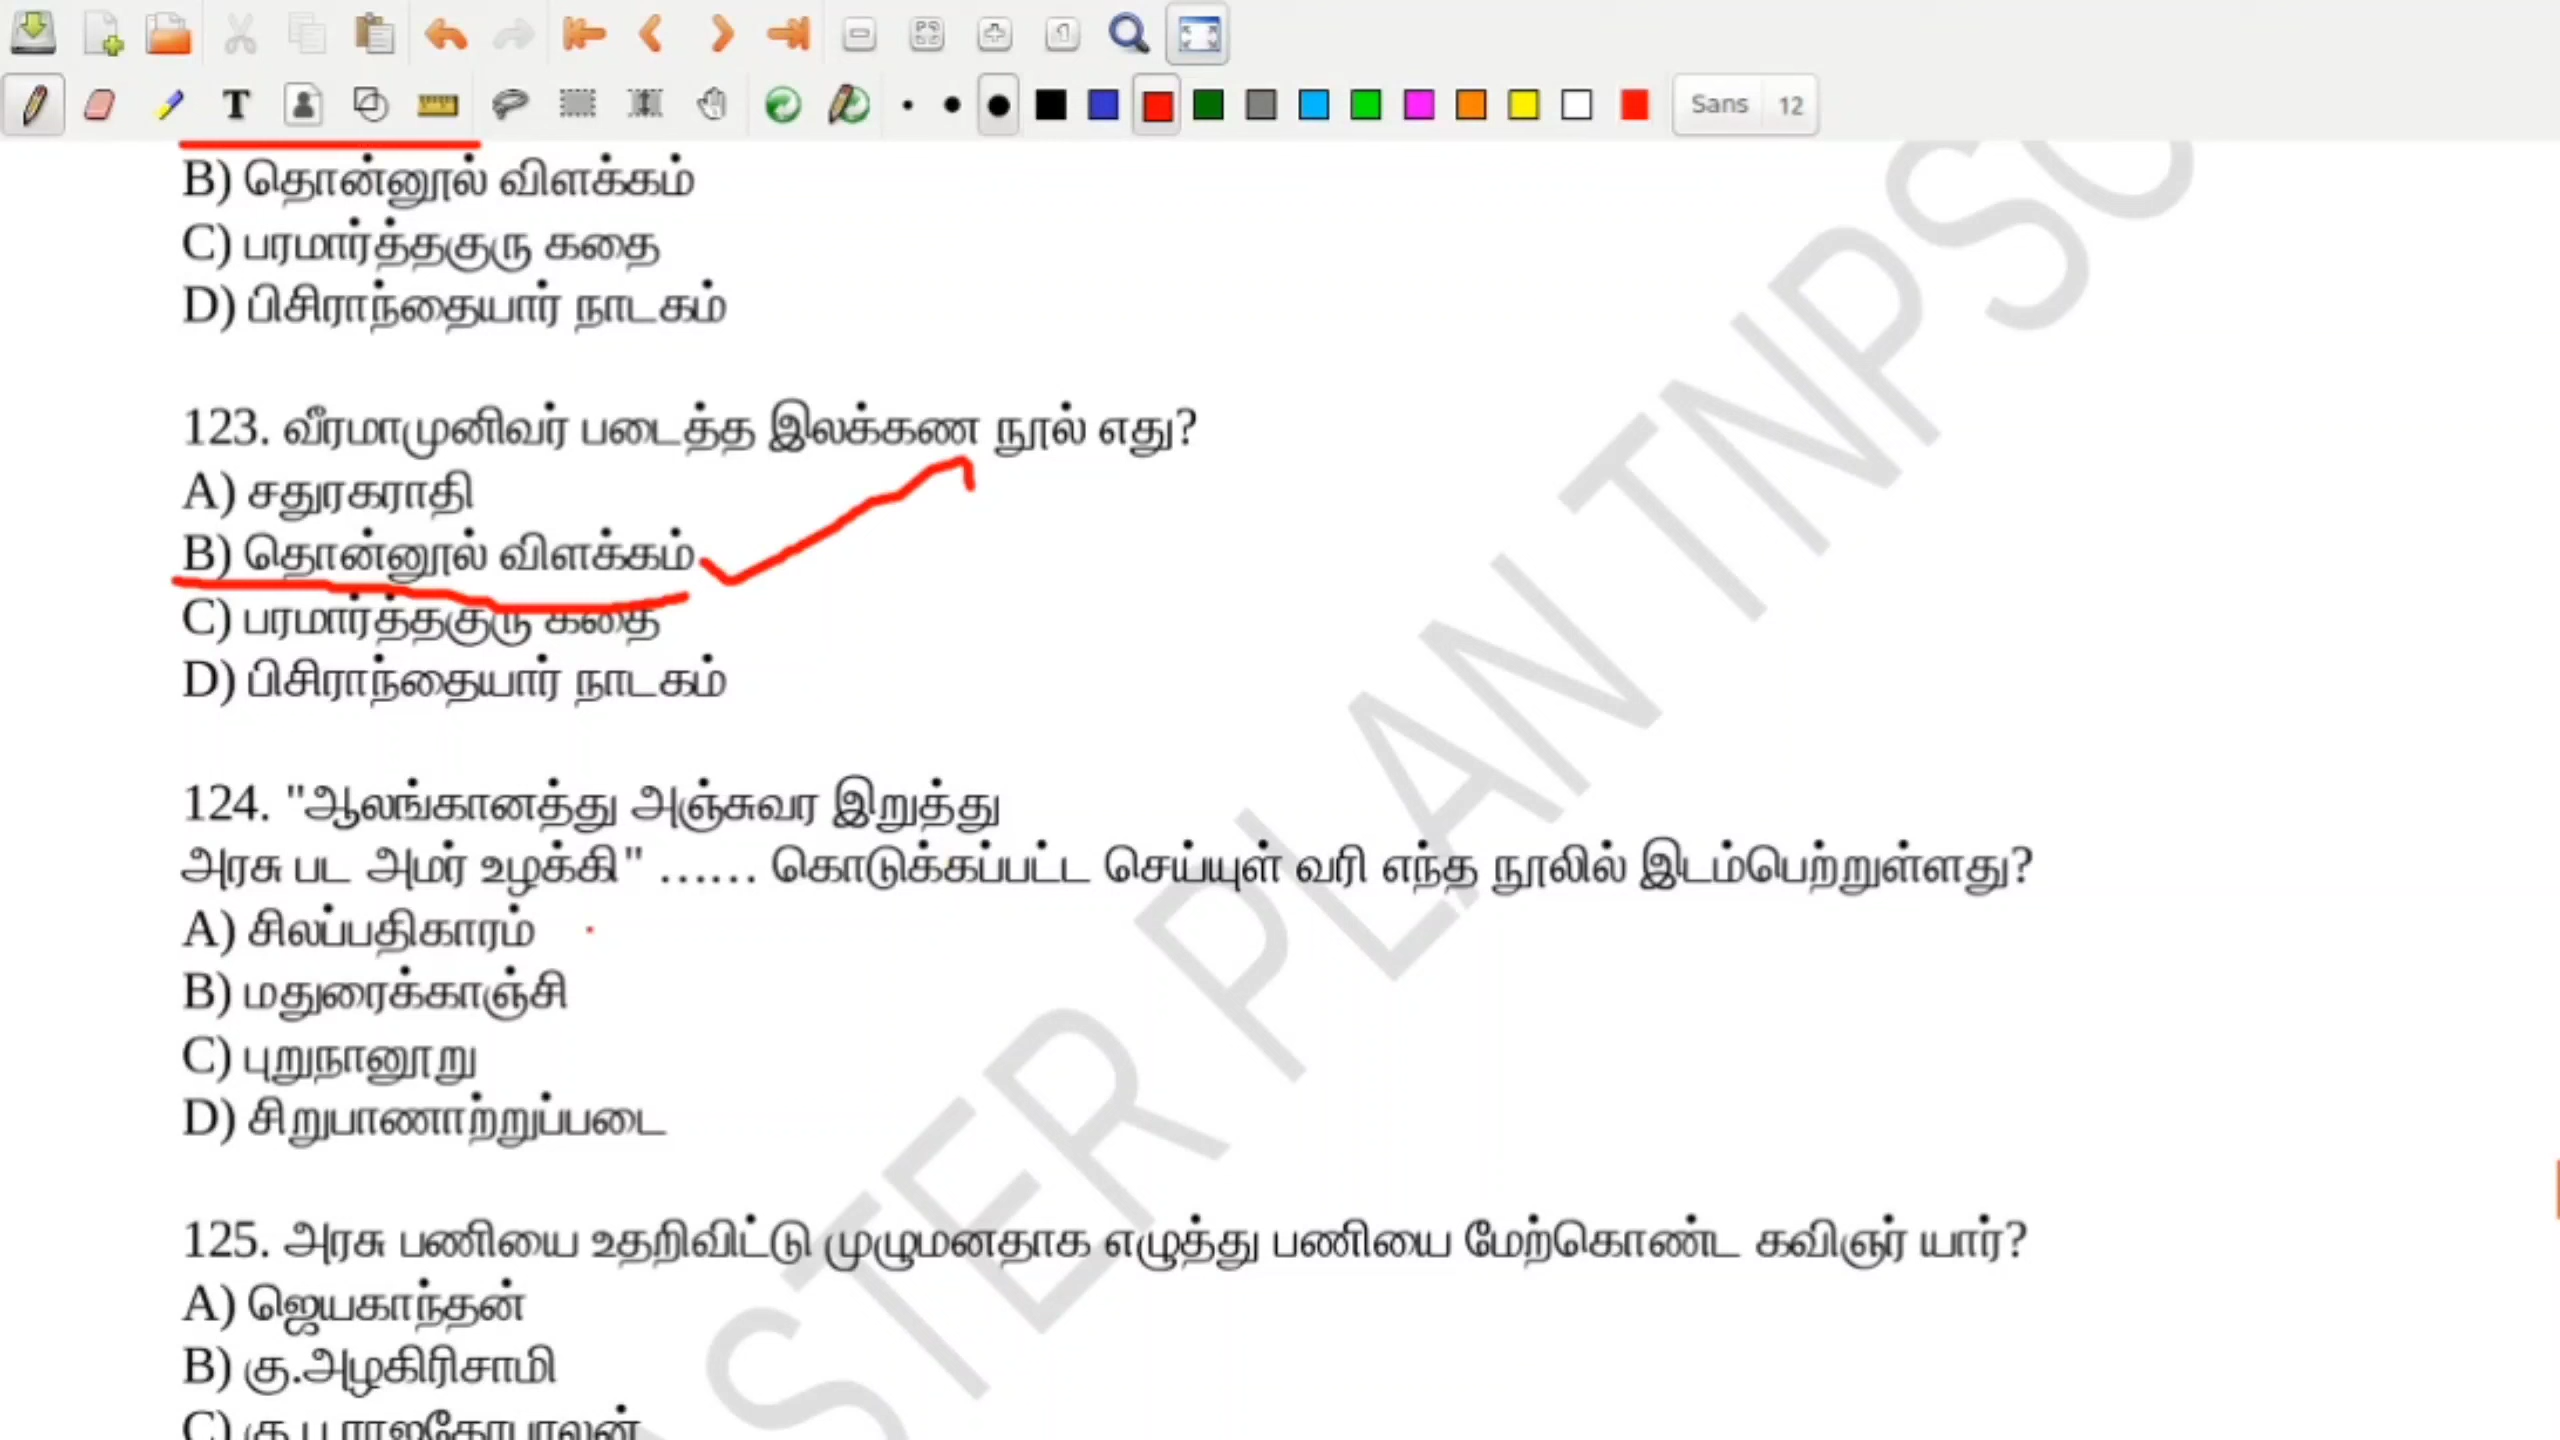 Sans 12
B) தொன்னூல் விளக்கம்
C) பரமார்த்தகுரு கதை
D) பிசிராந்தையார் நாடகம்
123. வீரமாமுனிவர் படைத்த இலக்கண நூல் எது?
A) சதுரகராதி
B) தொன்னூல் விளக்கம்
C) பரமார்த்தகுரு கதை
D) பிசிராந்தையார் நாடகம்
124. "ஆலங்கானத்து அஞ்சுவர இறுத்து
அரசு பட அமர் உழக்கி" ...... கொடுக்கப்பட்ட செய்யுள் வரி எந்த நூலில் இடம்பெற்றுள்ளது?
A) சிலப்பதிகாரம்
B) மதுரைக்காஞ்சி
C) புறுநானூறு
D) சிறுபாணாற்றுப்படை
125. அரசு பணியை உதறிவிட்டு முழுமனதாக எழுத்து பணியை மேற்கொண்ட கவிஞர் யார்?
A) ஜெயகாந்தன்
B) கு.அழகிரிசாமி
C) கு.ப.ராஜகோபாலன்
STER PLAN TNPSC